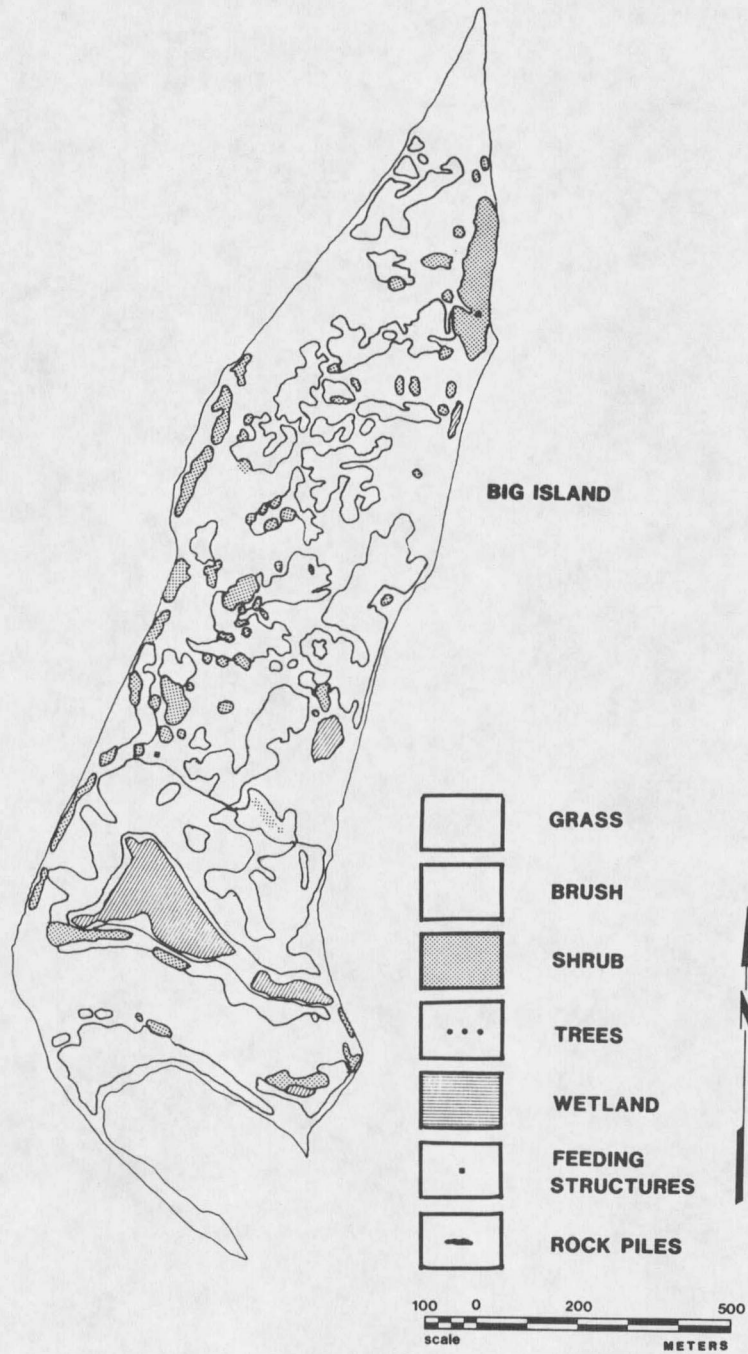 BIG ISLAND
GRASS
BRUSH
SHRUB
TREES
WETLAND
FEEDING
STRUCTURES
ROCK PILES
N
100 0 200 500
scale
METERS